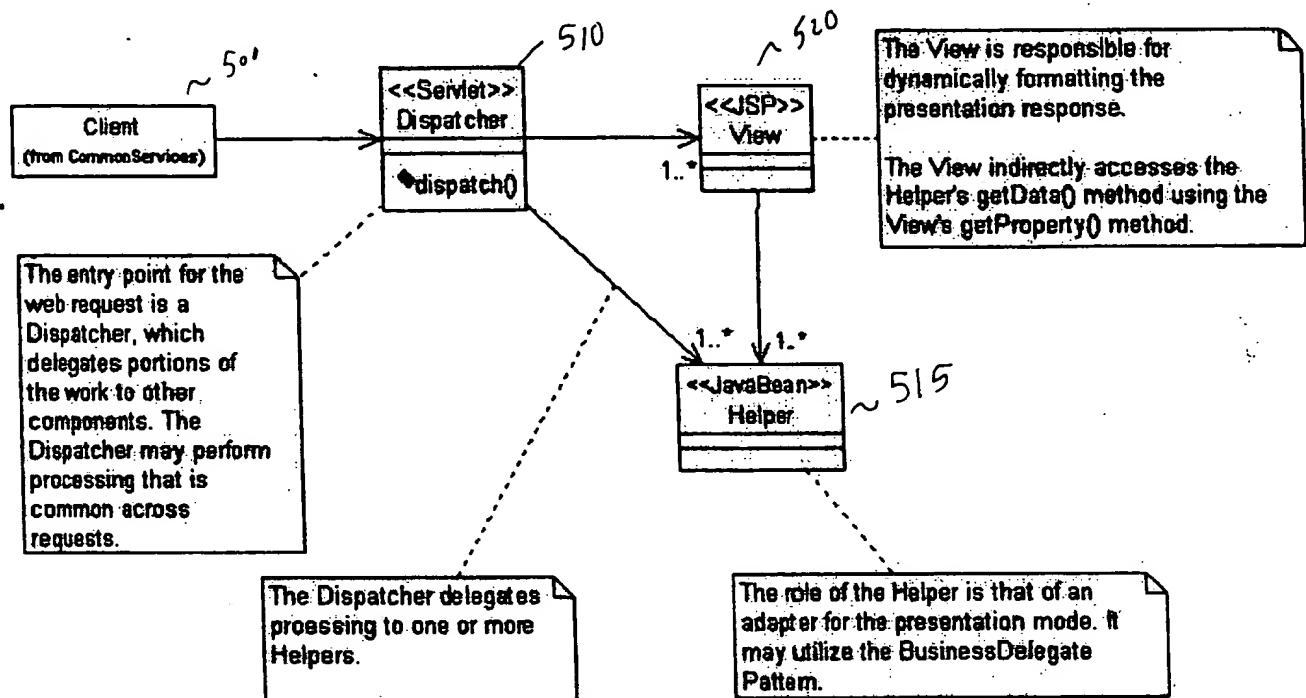 501
510
520
Client
(from CommonServices)
<<Servlet>>
Dispatcher
dispatch()
<<JSP>>
View
1..*
The View is responsible for
dynamically formatting the
presentation response.
The View indirectly accesses the
Helper's getData() method using the
View's getProperty() method.
The entry point for the
web request is a
Dispatcher, which
delegates portions of
the work to other
components. The
Dispatcher may perform
processing that is
common across
requests.
1..*
1..*
<<JavaBean>>
Helper
515
The Dispatcher delegates
processing to one or more
Helpers.
The role of the Helper is that of an
adapter for the presentation mode. It
may utilize the BusinessDelegate
Pattern.